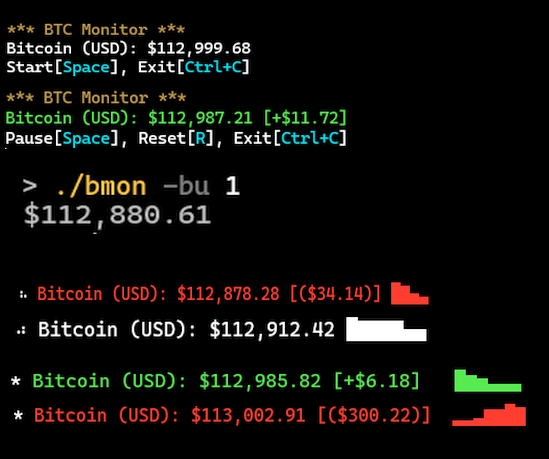 *** BTC Monitor ***
Bitcoin (USD): $112,999.68
Start[Space], Exit[Ctrl+C]
*** BTC Monitor ***
Bitcoin (USD): $112,987.21 [+$11.72]
Pause[Space], Reset[R], Exit[Ctrl+C]
> ./bmon -bu 1
$112,880.61
Bitcoin (USD): $112,878.28 [($34.14)]
Bitcoin (USD): $112,912.42
* Bitcoin (USD): $112,985.82 [+$6.18]
* Bitcoin (USD): $113,002.91 [($300.22)]